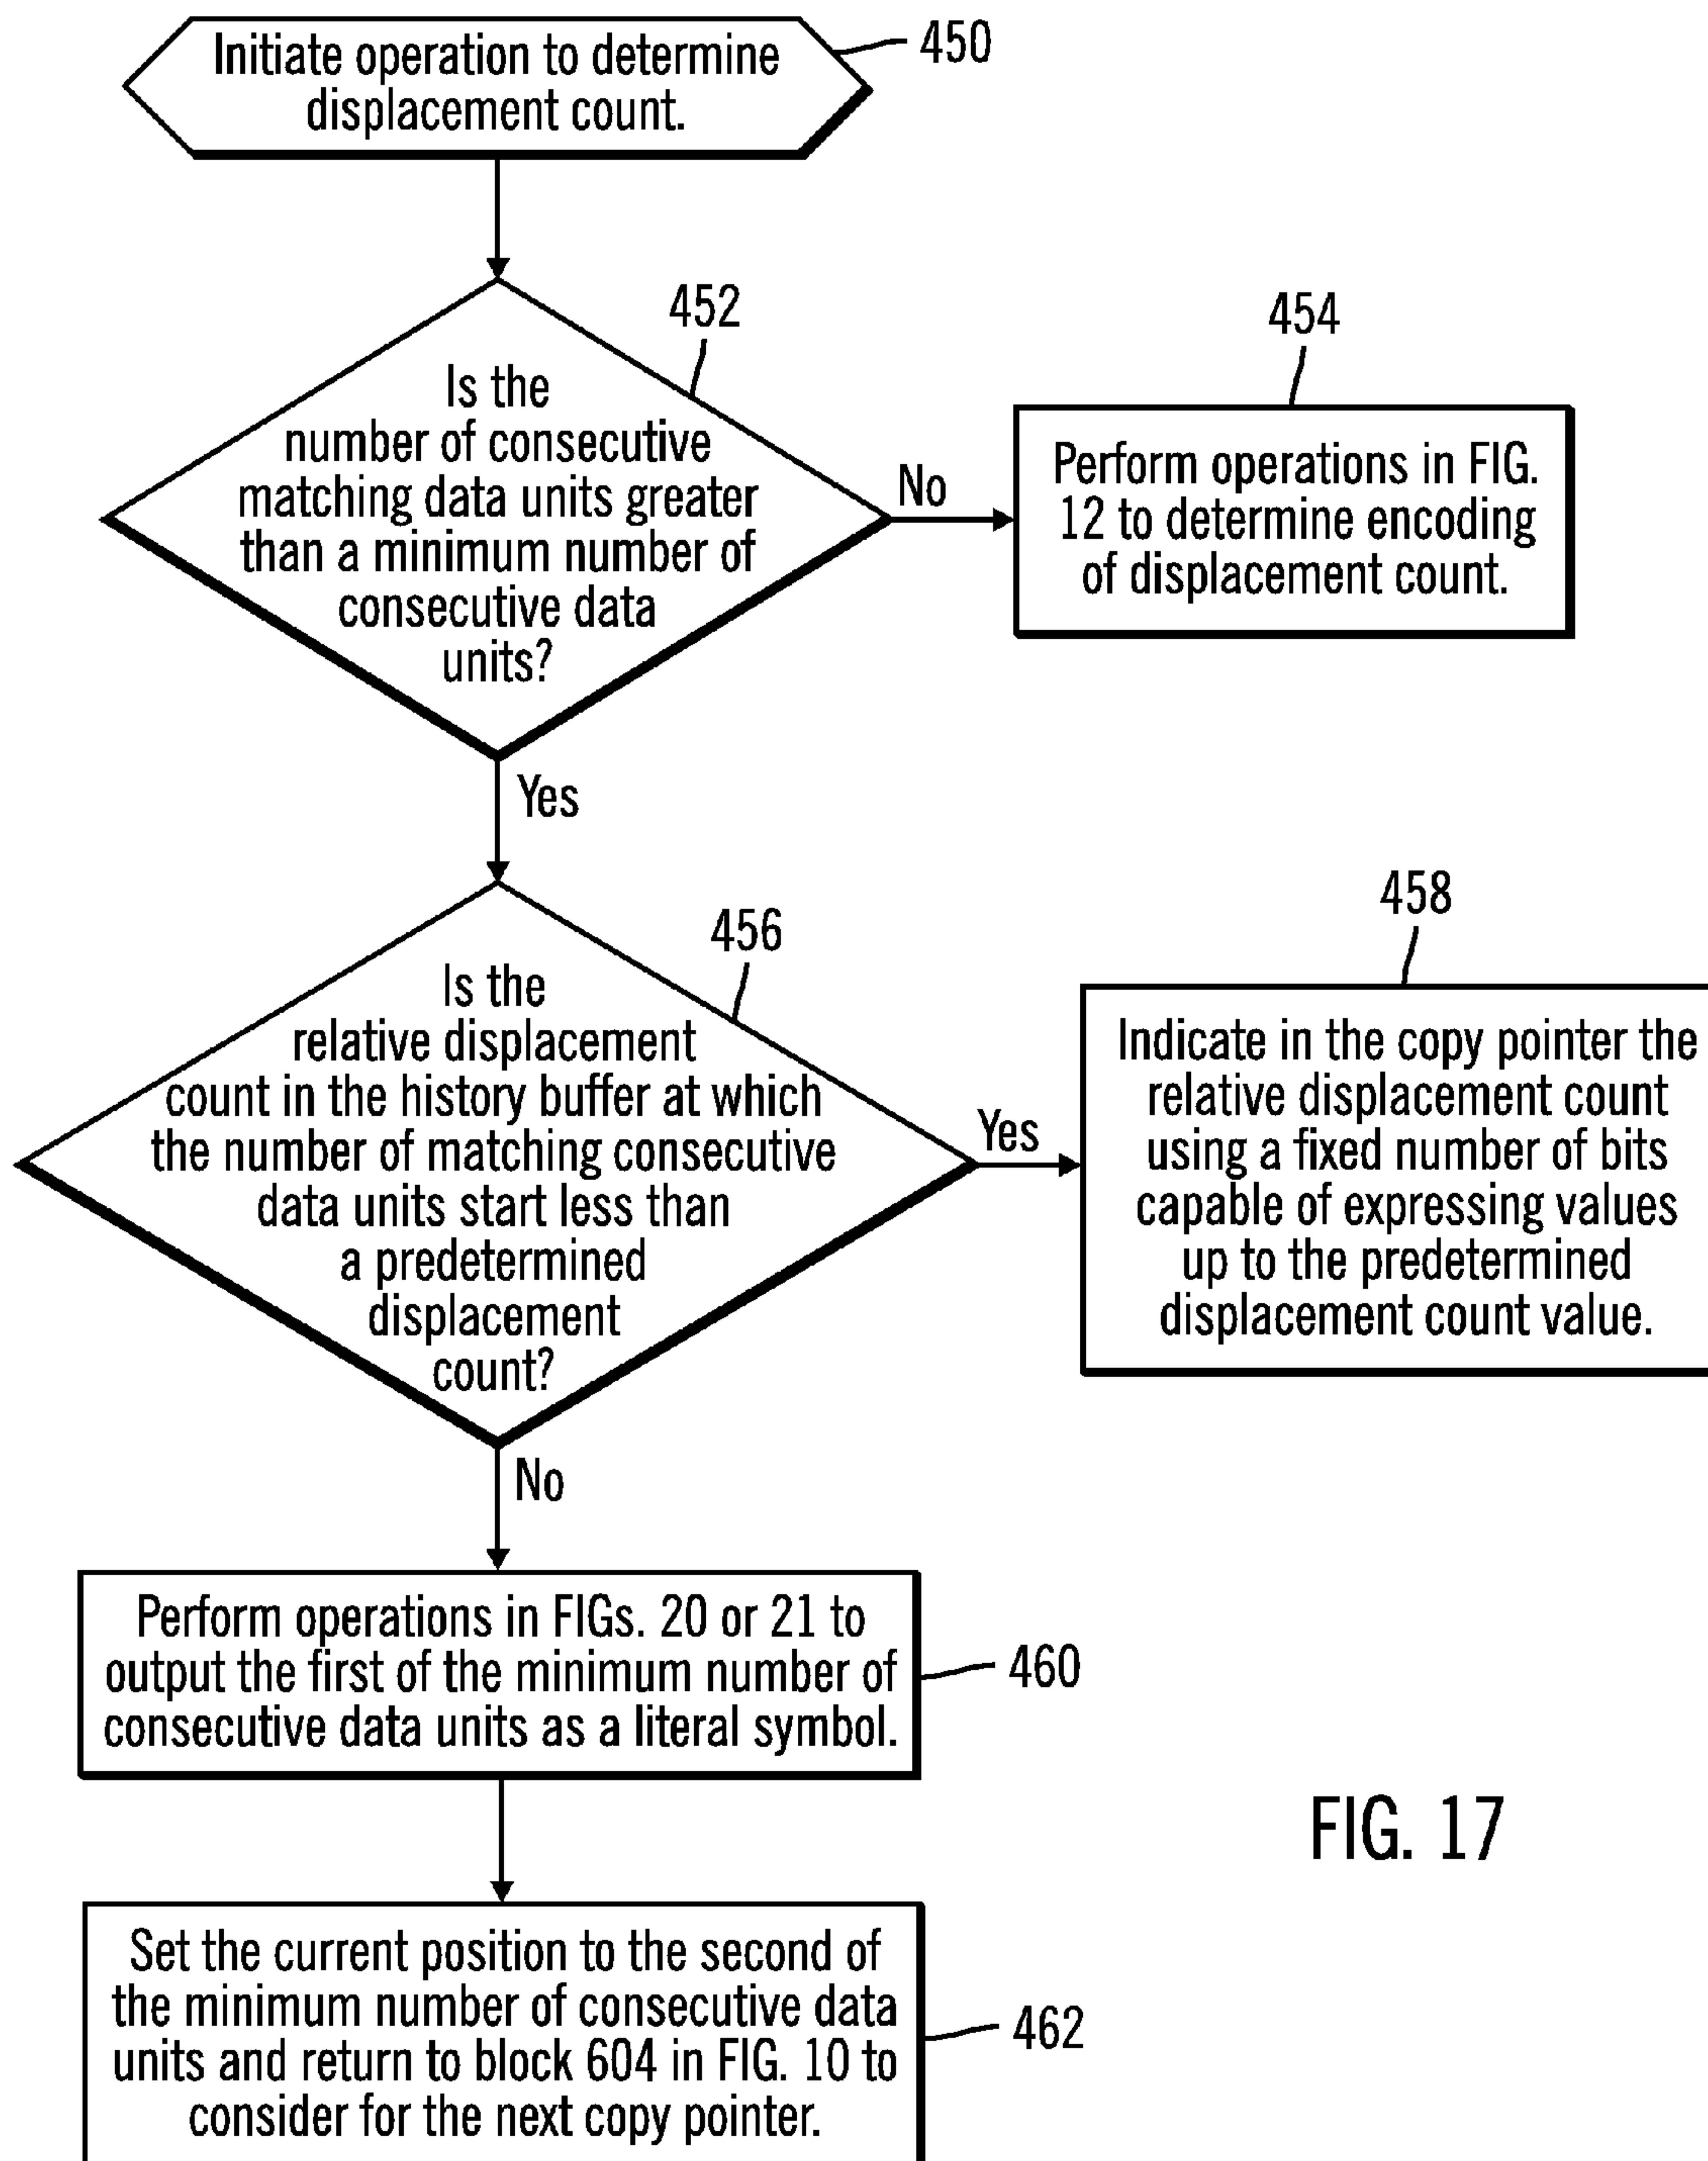 Initiate operation to determine
displacement count.
450
452
Is the
number of consecutive
matching data units greater
than a minimum number of
consecutive data
units?
No
454
Perform operations in FIG.
12 to determine encoding
of displacement count.
Yes
456
Is the
relative displacement
count in the history buffer at which
the number of matching consecutive
data units start less than
a predetermined
displacement
count?
Yes
458
Indicate in the copy pointer the
relative displacement count
using a fixed number of bits
capable of expressing values
up to the predetermined
displacement count value.
No
Perform operations in FIGs. 20 or 21 to
output the first of the minimum number of
consecutive data units as a literal symbol.
460
Set the current position to the second of
the minimum number of consecutive data
units and return to block 604 in FIG. 10 to
consider for the next copy pointer.
462
FIG. 17